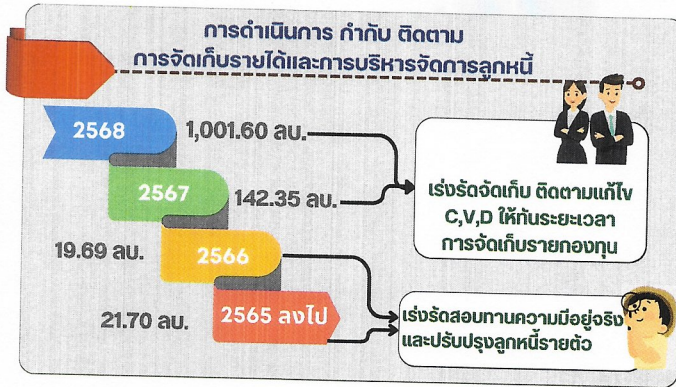 การดำเนินการ กำกับ ติดตาม
การจัดเก็บรายได้และการบริหารจัดการลูกหนี้
2568
1,001.60 ลบ.
2567
142.35 ลบ.
เร่งรัดจัดเก็บ ติดตามแก้ไข
C,V,D ให้ทันระยะเวลา
การจัดเก็บรายกองทุน
19.69 ลบ.
2566
21.70 ลบ.
2565 ลงไป
เร่งรัดสอบทานความมีอยู่จริง
และปรับปรุงลูกหนี้รายตัว